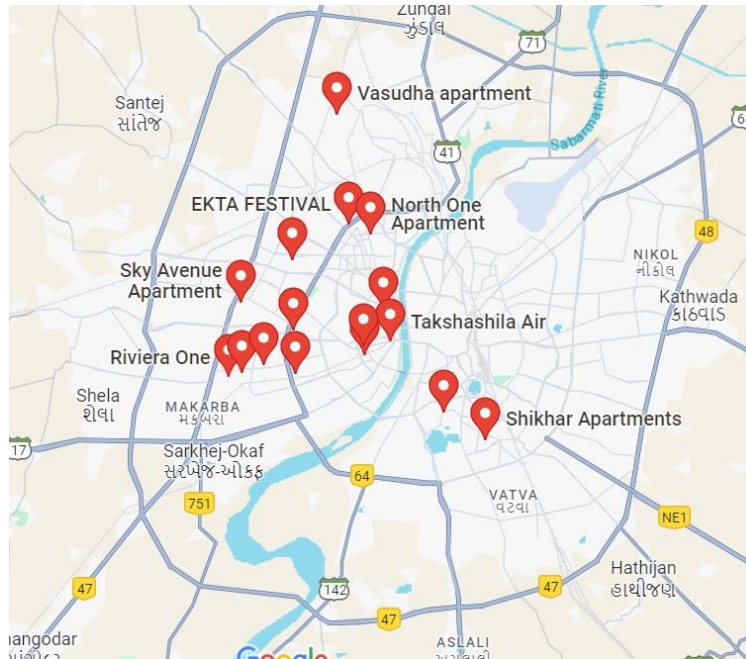 Zundal
ઝુંડાલ
71
Vasudha apartment
Santej
સાંતેજ
Sabarmati River
41
EKTA FESTIVAL
North One
Apartment
48
NIKOL
નીકોલ
Sky Avenue
Apartment
Kathwada
કાઠવાડ
Takshashila Air
Riviera One
Shela
શેલા
MAKARBA
મકરબા
Shikhar Apartments
Sarkhej-Okaf
સરખેજ-ઓકફ
17
64
VATVA
વટવા
751
NE1
Hathijan
હાથીજણ
47
142
47
47
ASLALI
Google